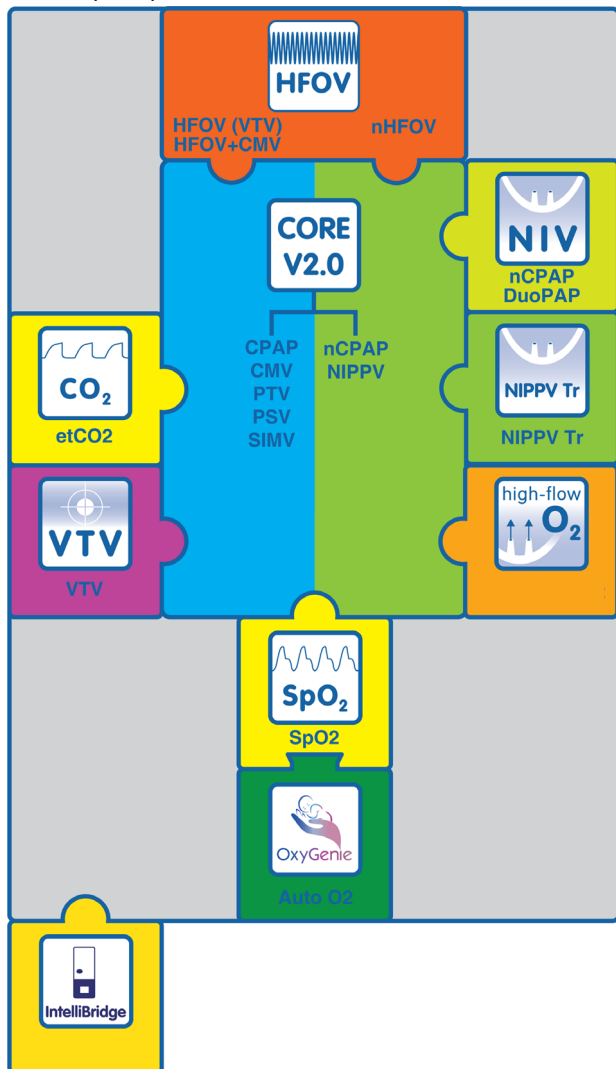 HFOV
HFOV (VTV)
HFOV+CMV
nHFOV
CORE
V2.0
CPAP
CMV
PTV
PSV
SIMV
nCPAP
NIPPV
NIV
nCPAP
DuoPAP
CO₂
etCO2
NIPPV Tr
NIPPV Tr
VTV
VTV
high-flow
O₂
SpO₂
SpO2
OxyGenie
Auto O2
IntelliBridge